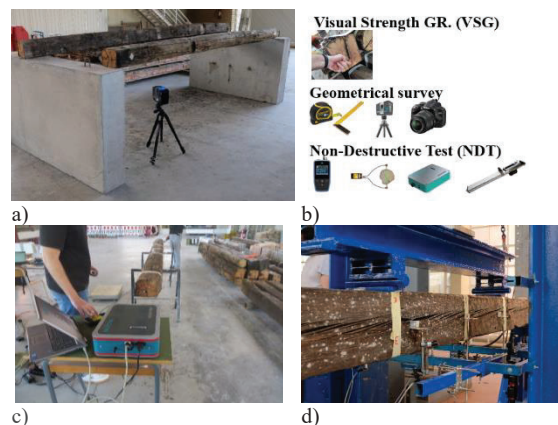 Visual Strength GR. (VSG)
Geometrical survey
Non-Destructive Test (NDT)
a)
b)
c)
d)